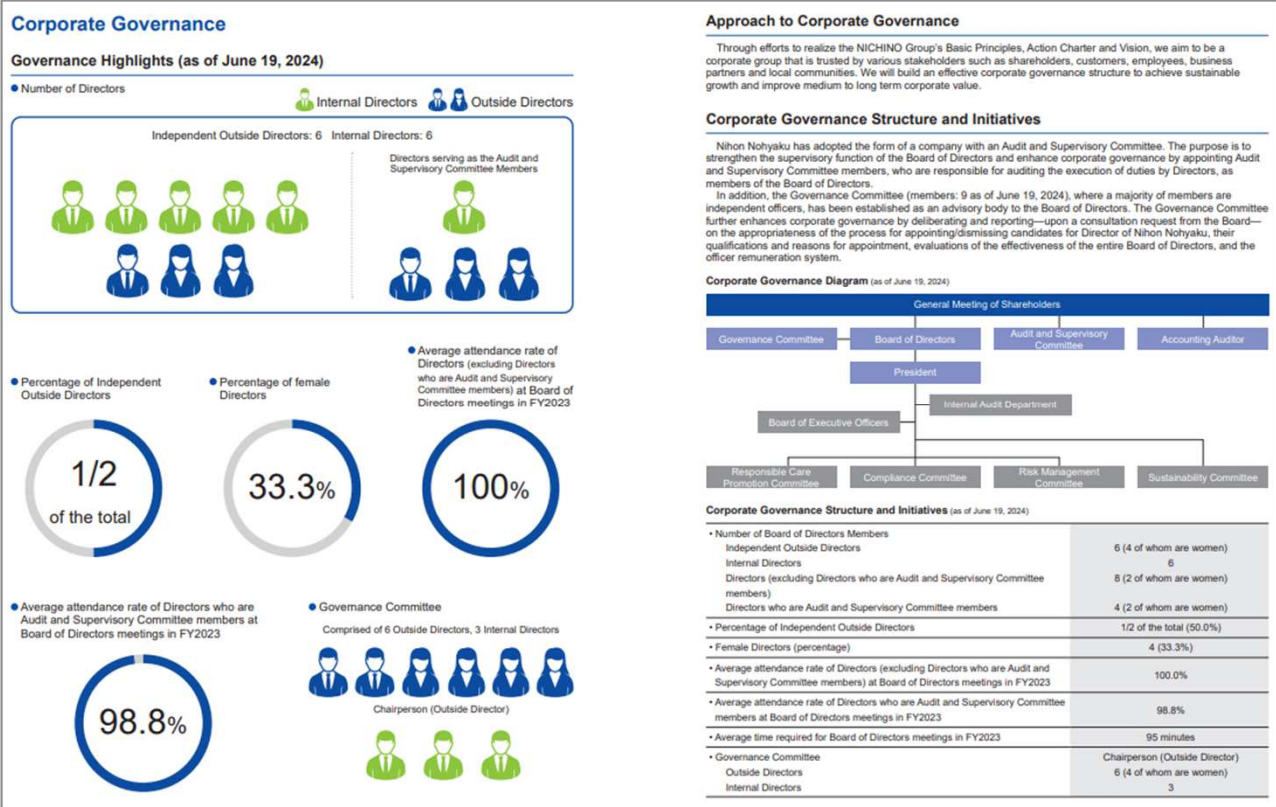 Corporate Governance
Governance Highlights (as of June 19, 2024)
● Number of Directors
Internal Directors
Outside Directors
Independent Outside Directors: 6 Internal Directors: 6
Directors serving as the Audit and
Supervisory Committee Members
● Percentage of Independent
Outside Directors
1/2
of the total
● Percentage of female
Directors
33.3%
● Average attendance rate of
Directors (excluding Directors
who are Audit and Supervisory
Committee members) at Board of
Directors meetings in FY2023
100%
● Average attendance rate of Directors who are
Audit and Supervisory Committee members at
Board of Directors meetings in FY2023
98.8%
● Governance Committee
Comprised of 6 Outside Directors, 3 Internal Directors
Chairperson (Outside Director)
Approach to Corporate Governance
Through efforts to realize the NICHINO Group's Basic Principles, Action Charter and Vision, we aim to be a
corporate group that is trusted by various stakeholders such as shareholders, customers, employees, business
partners and local communities. We will build an effective corporate governance structure to achieve sustainable
growth and improve medium to long term corporate value.
Corporate Governance Structure and Initiatives
Nihon Nohyaku has adopted the form of a company with an Audit and Supervisory Committee. The purpose is to
strengthen the supervisory function of the Board of Directors and enhance corporate governance by appointing Audit
and Supervisory Committee members, who are responsible for auditing the execution of duties by Directors, as
members of the Board of Directors.
In addition, the Governance Committee (members: 9 as of June 19, 2024), where a majority of members are
independent officers, has been established as an advisory body to the Board of Directors. The Governance Committee
further enhances corporate governance by deliberating and reporting—upon a consultation request from the Board—
on the appropriateness of the process for appointing/dismissing candidates for Director of Nihon Nohyaku, their
qualifications and reasons for appointment, evaluations of the effectiveness of the entire Board of Directors, and the
officer remuneration system.
Corporate Governance Diagram (as of June 19, 2024)
General Meeting of Shareholders
Governance Committee
Board of Directors
Audit and Supervisory
Committee
Accounting Auditor
President
Internal Audit Department
Board of Executive Officers
Responsible Care
Promotion Committee
Compliance Committee
Risk Management
Committee
Sustainability Committee
Corporate Governance Structure and Initiatives (as of June 19, 2024)
• Number of Board of Directors Members
Independent Outside Directors 6 (4 of whom are women)
Internal Directors 6
Directors (excluding Directors who are Audit and Supervisory Committee 8 (2 of whom are women)
members)
Directors who are Audit and Supervisory Committee members 4 (2 of whom are women)
• Percentage of Independent Outside Directors 1/2 of the total (50.0%)
• Female Directors (percentage) 4 (33.3%)
• Average attendance rate of Directors (excluding Directors who are Audit and
Supervisory Committee members) at Board of Directors meetings in FY2023 100.0%
• Average attendance rate of Directors who are Audit and Supervisory Committee
members at Board of Directors meetings in FY2023 98.8%
• Average time required for Board of Directors meetings in FY2023 95 minutes
• Governance Committee Chairperson (Outside Director)
Outside Directors 6 (4 of whom are women)
Internal Directors 3